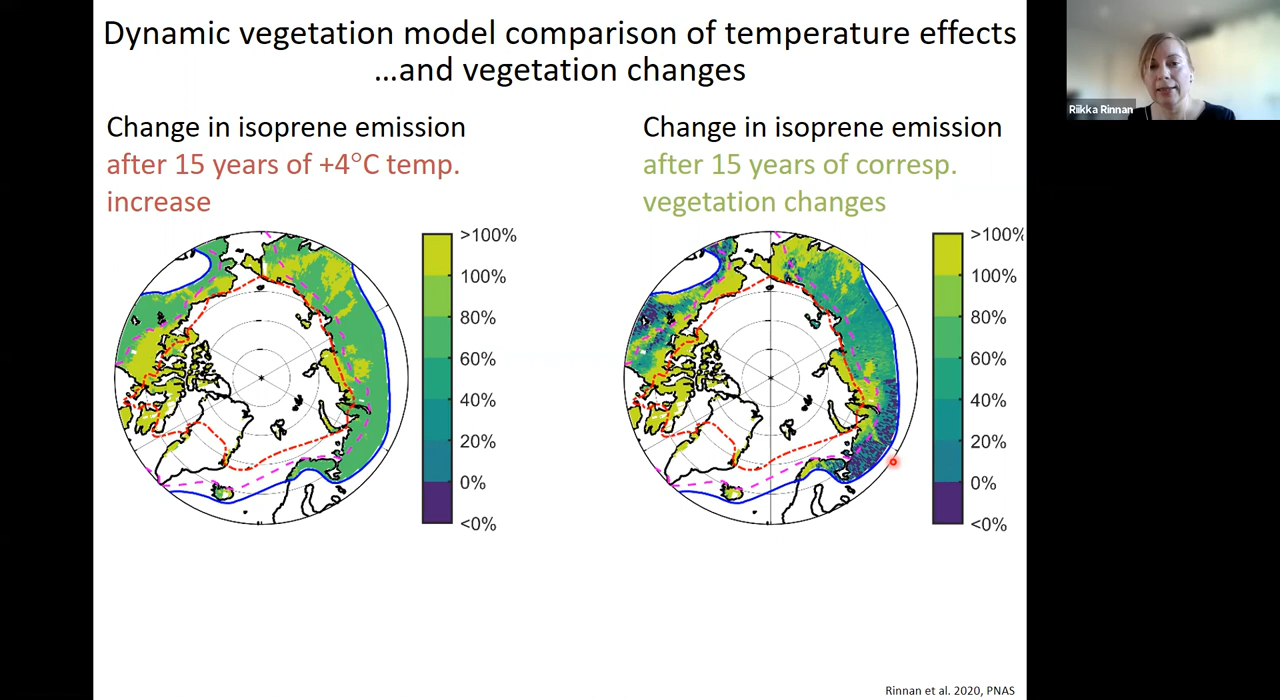 Dynamic vegetation model comparison of temperature effects
...and vegetation changes
Riikka Rinnan
Change in isoprene emission
after 15 years of +4°C temp.
increase
>100%
100%
80%
60%
40%
20%
0%
<0%
Change in isoprene emission
after 15 years of corresp.
vegetation changes
>100%
100%
80%
60%
40%
20%
0%
<0%
Rinnan et al. 2020, PNAS